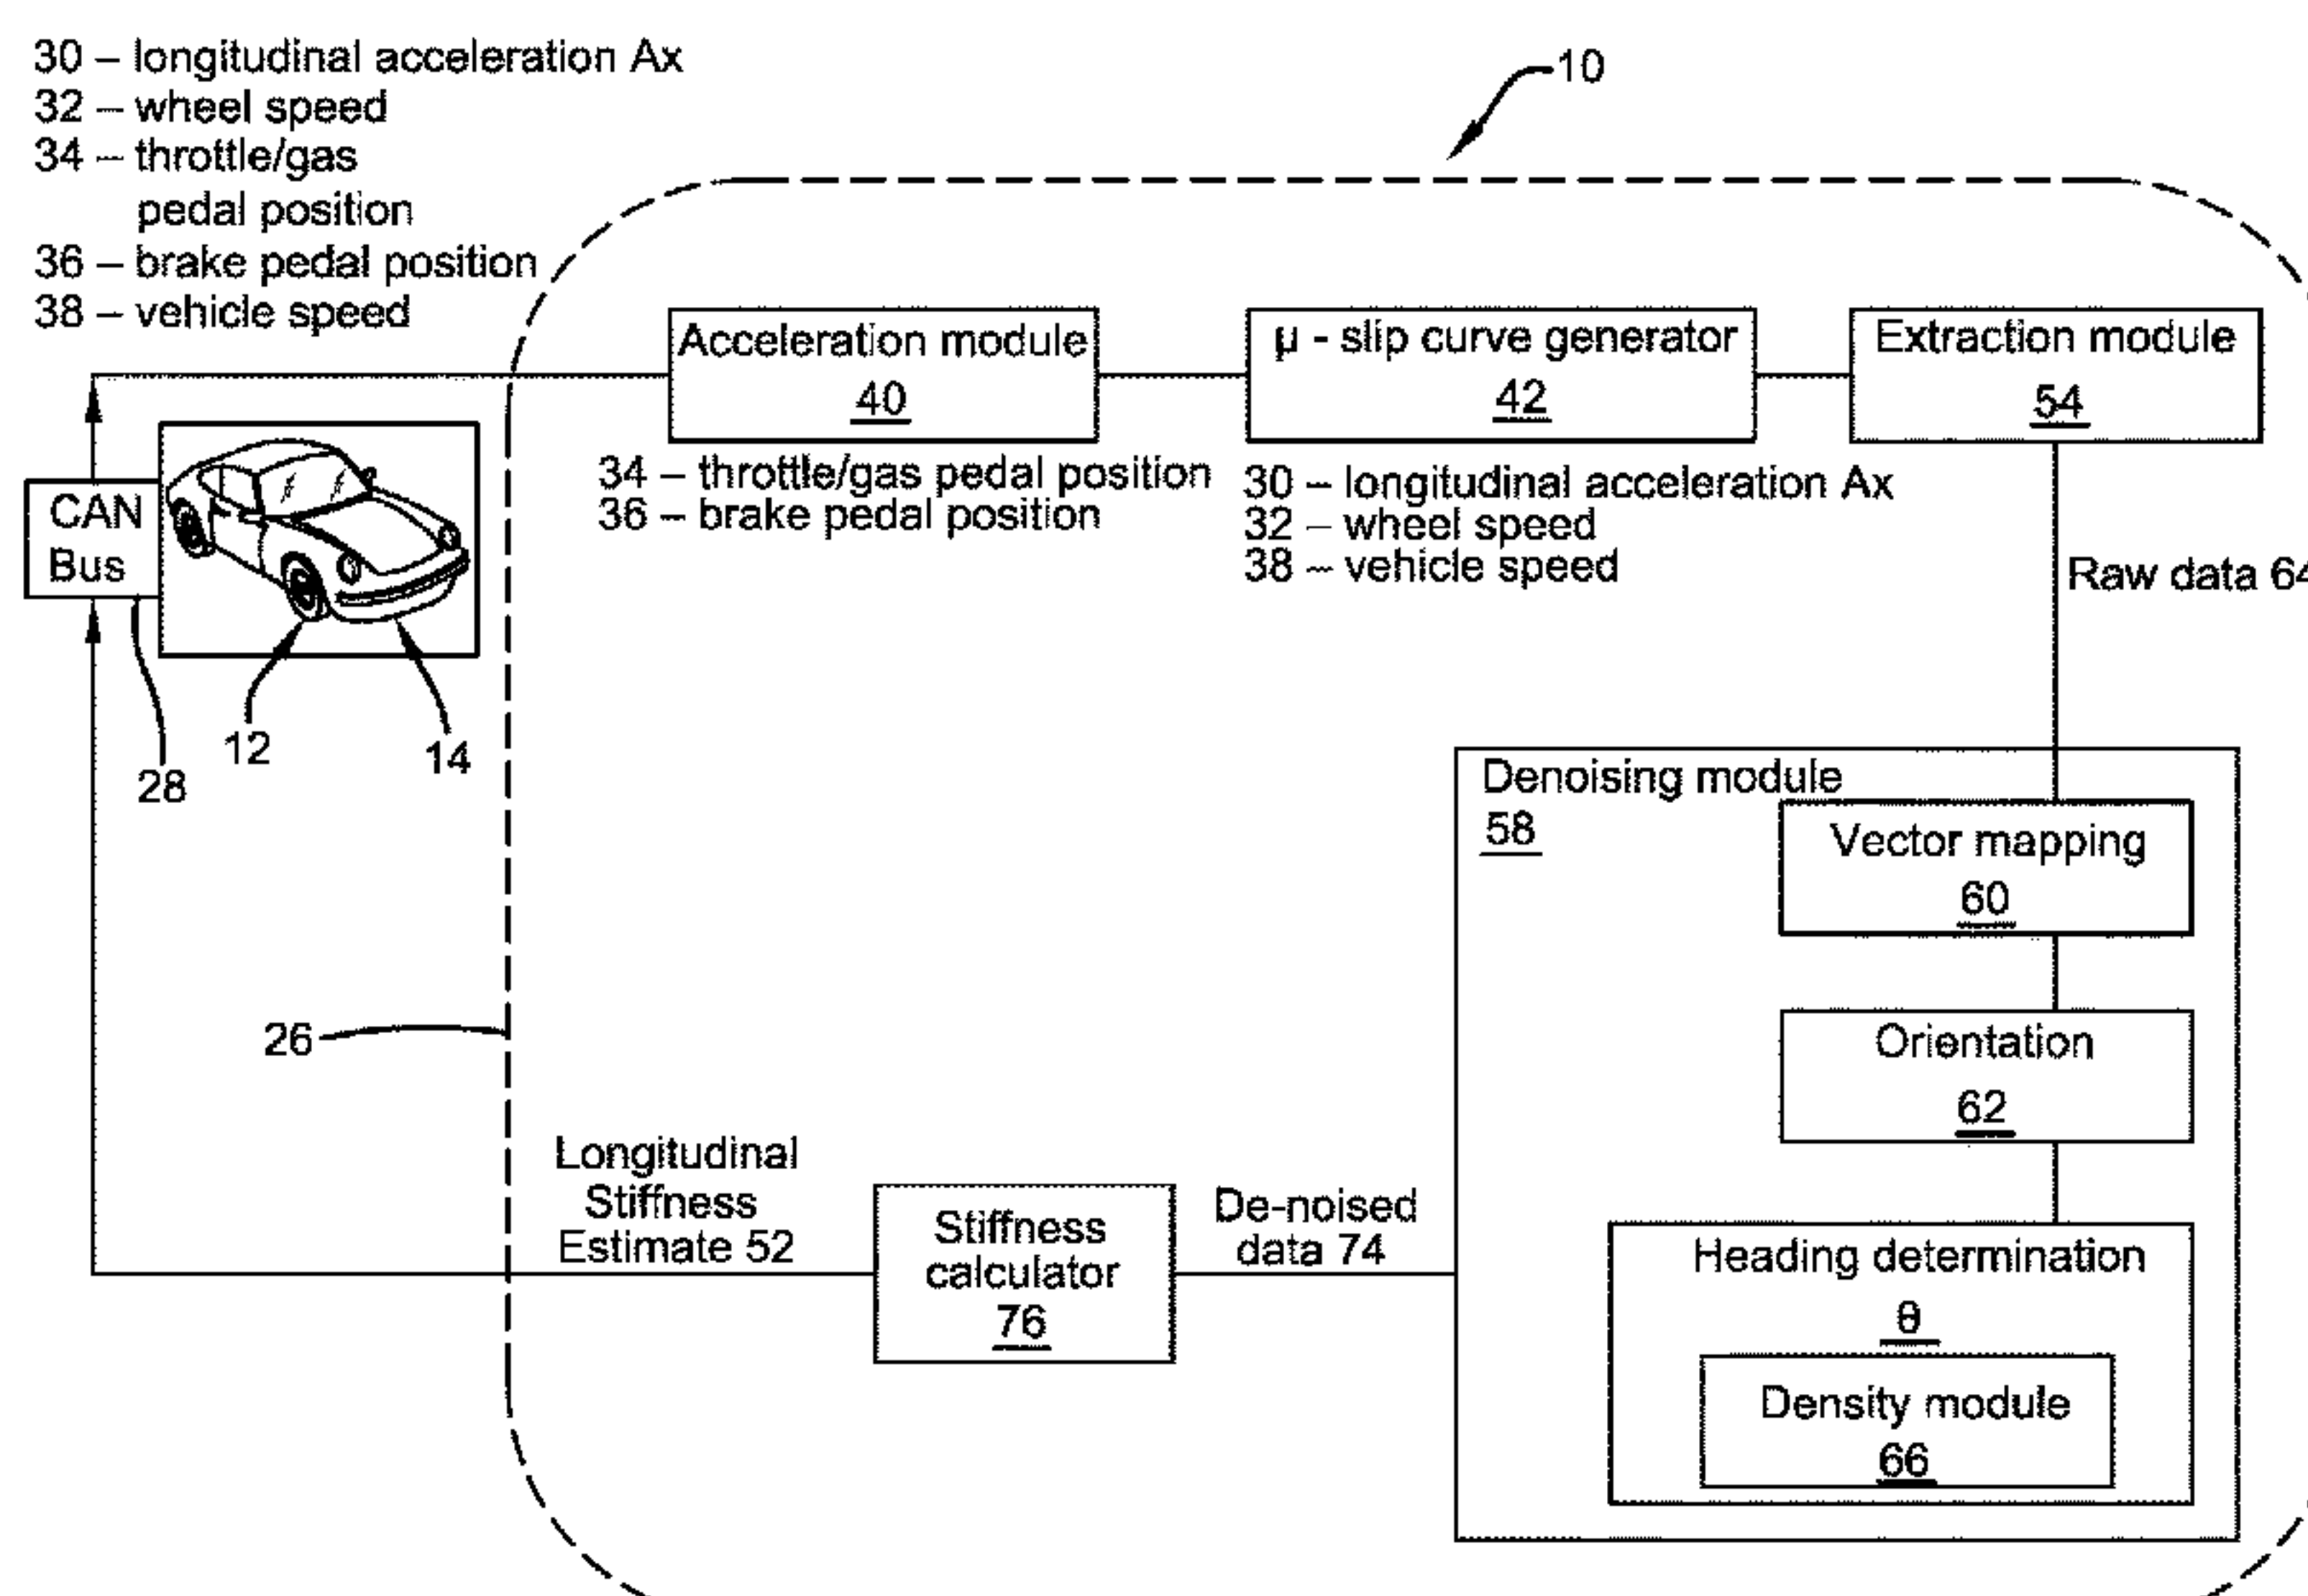 30 – longitudinal acceleration Ax
32 – wheel speed
34 – throttle/gas
pedal position
36 – brake pedal position
38 – vehicle speed
10
Acceleration module
40
34 – throttle/gas pedal position
36 – brake pedal position
μ - slip curve generator
42
30 – longitudinal acceleration Ax
32 – wheel speed
38 – vehicle speed
Extraction module
54
CAN
Bus
12
14
28
Raw data 64
Denoising module
58
Vector mapping
60
Orientation
62
Heading determination
θ
Density module
66
26
Longitudinal
Stiffness
Estimate 52
Stiffness
calculator
76
De-noised
data 74